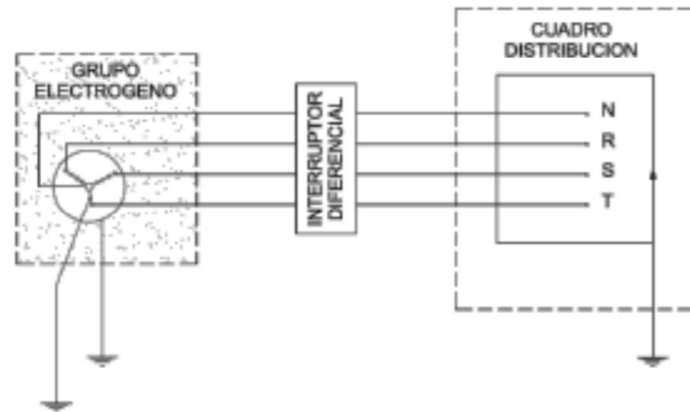 GRUPO
ELECTROGENO
INTERRUPTOR
DIFERENCIAL
CUADRO
DISTRIBUCION
N
R
S
T